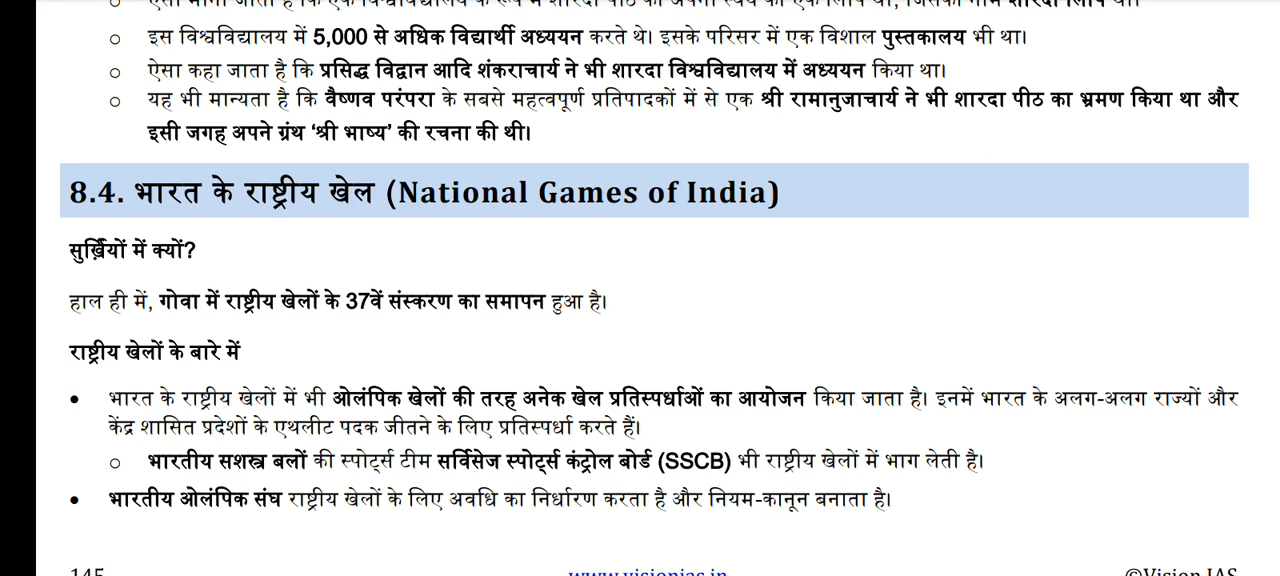 इस विश्वविद्यालय में 5,000 से अधिक विद्यार्थी अध्ययन करते थे। इसके परिसर में एक विशाल पुस्तकालय भी था।
ऐसा कहा जाता है कि प्रसिद्ध विद्वान आदि शंकराचार्य ने भी शारदा विश्वविद्यालय में अध्ययन किया था।
यह भी मान्यता है कि वैष्णव परंपरा के सबसे महत्वपूर्ण प्रतिपादकों में से एक श्री रामानुजाचार्य ने भी शारदा पीठ का भ्रमण किया था और
इसी जगह अपने ग्रंथ ‘श्री भाष्य’ की रचना की थी।
8.4. भारत के राष्ट्रीय खेल (National Games of India)
सुर्ख़ियों में क्यों?
हाल ही में, गोवा में राष्ट्रीय खेलों के 37वें संस्करण का समापन हुआ है।
राष्ट्रीय खेलों के बारे में
• भारत के राष्ट्रीय खेलों में भी ओलंपिक खेलों की तरह अनेक खेल प्रतिस्पर्धाओं का आयोजन किया जाता है। इनमें भारत के अलग-अलग राज्यों और
केंद्र शासित प्रदेशों के एथलीट पदक जीतने के लिए प्रतिस्पर्धा करते हैं।
भारतीय सशस्त्र बलों की स्पोर्ट्स टीम सर्विसेज स्पोर्ट्स कंट्रोल बोर्ड (SSCB) भी राष्ट्रीय खेलों में भाग लेती है।
• भारतीय ओलंपिक संघ राष्ट्रीय खेलों के लिए अवधि का निर्धारण करता है और नियम-कानून बनाता है।
145 www.visionias.in ©Vision IAS